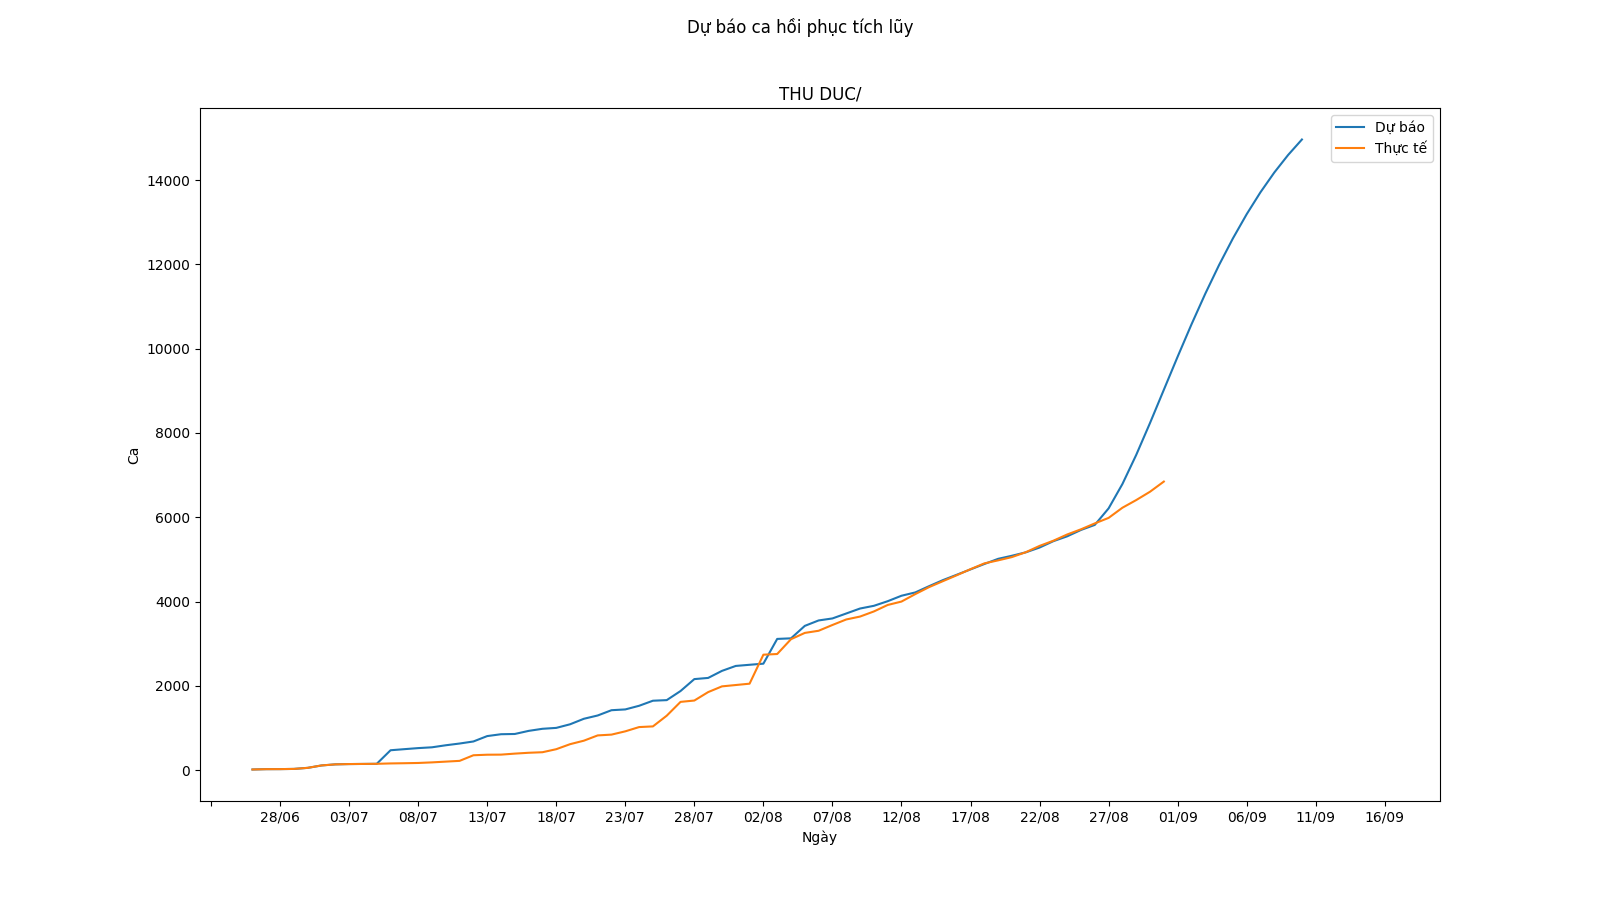 Dự báo ca hồi phục tích lũy
THU DUC/
Dự báo
Thực tế
14000
12000
10000
8000
6000
4000
2000
0
Ca
28/06 03/07 08/07 13/07 18/07 23/07 28/07 02/08 07/08 12/08 17/08 22/08 27/08 01/09 06/09 11/09 16/09
Ngày